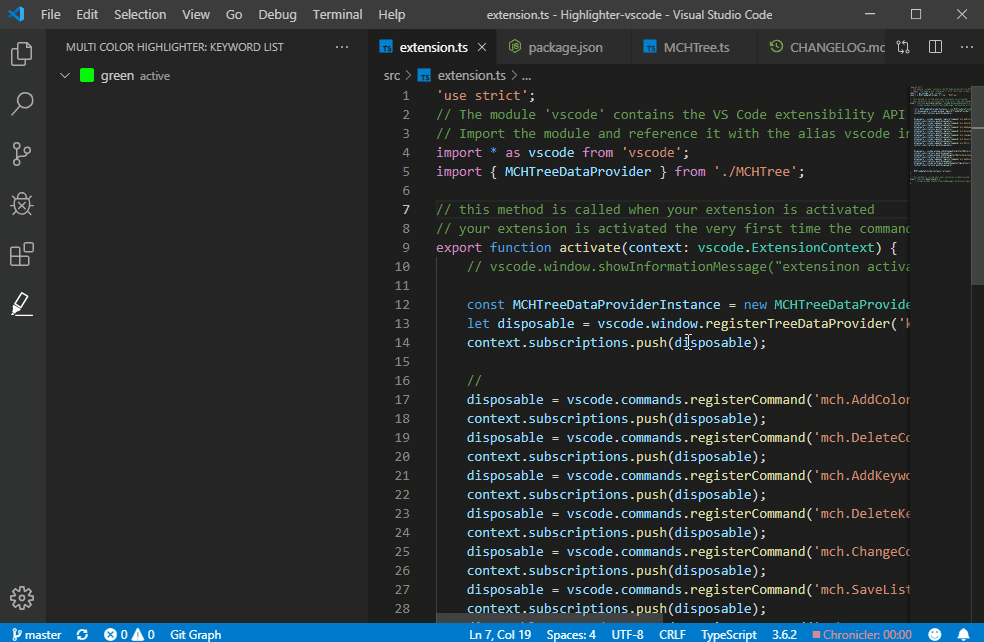 File Edit Selection View Go Debug Terminal Help extension.ts - Highlighter-vscode - Visual Studio Code
MULTI COLOR HIGHLIGHTER: KEYWORD LIST ...
green active
TS extension.ts × package.json TS MCHTree.ts CHANGELOG.mc ...
src > TS extension.ts > ...
1 'use strict';
2 // The module 'vscode' contains the VS Code extensibility API
3 // Import the module and reference it with the alias vscode in
4 import * as vscode from 'vscode';
5 import { MCHTreeDataProvider } from './MCHTree';
6
7 // this method is called when your extension is activated
8 // your extension is activated the very first time the command
9 export function activate(context: vscode.ExtensionContext) {
10 // vscode.window.showInformationMessage("extensinon activa
11
12 const MCHTreeDataProviderInstance = new MCHTreeDataProvide
13 let disposable = vscode.window.registerTreeDataProvider('k
14 context.subscriptions.push(disposable);
15
16 //
17 disposable = vscode.commands.registerCommand('mch.AddColor
18 context.subscriptions.push(disposable);
19 disposable = vscode.commands.registerCommand('mch.DeleteCo
20 context.subscriptions.push(disposable);
21 disposable = vscode.commands.registerCommand('mch.AddKeywo
22 context.subscriptions.push(disposable);
23 disposable = vscode.commands.registerCommand('mch.DeleteKe
24 context.subscriptions.push(disposable);
25 disposable = vscode.commands.registerCommand('mch.ChangeCo
26 context.subscriptions.push(disposable);
27 disposable = vscode.commands.registerCommand('mch.SaveList
28 context.subscriptions.push(disposable);
master 0 0 Git Graph Ln 7, Col 19 Spaces: 4 UTF-8 CRLF TypeScript 3.6.2 Chronicler: 00:00